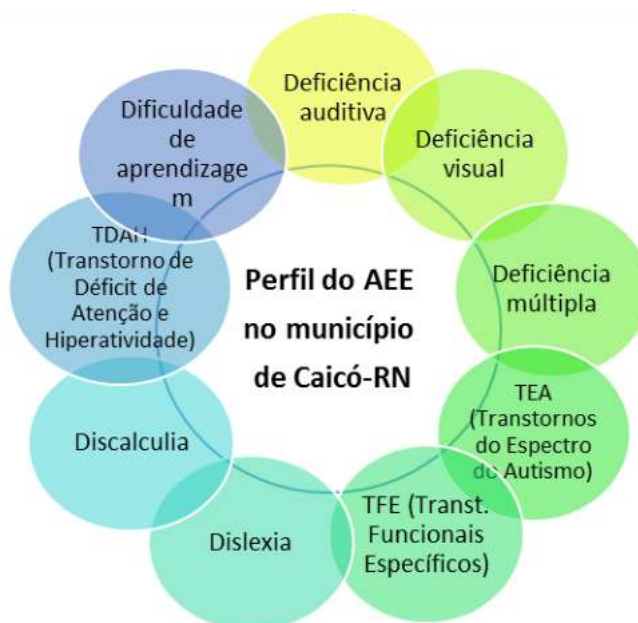 Deficiência
auditiva
Deficiência
visual
Deficiência
múltipla
TEA
(Transtornos
do Espectro
do Autismo)
TFE (Transt.
Funcionais
Específicos)
Dislexia
Discalculia
TDAH
(Transtorno de
Déficit de
Atenção e
Hiperatividade)
Dificuldade
de
aprendizage
m
Perfil do AEE
no município
de Caicó-RN